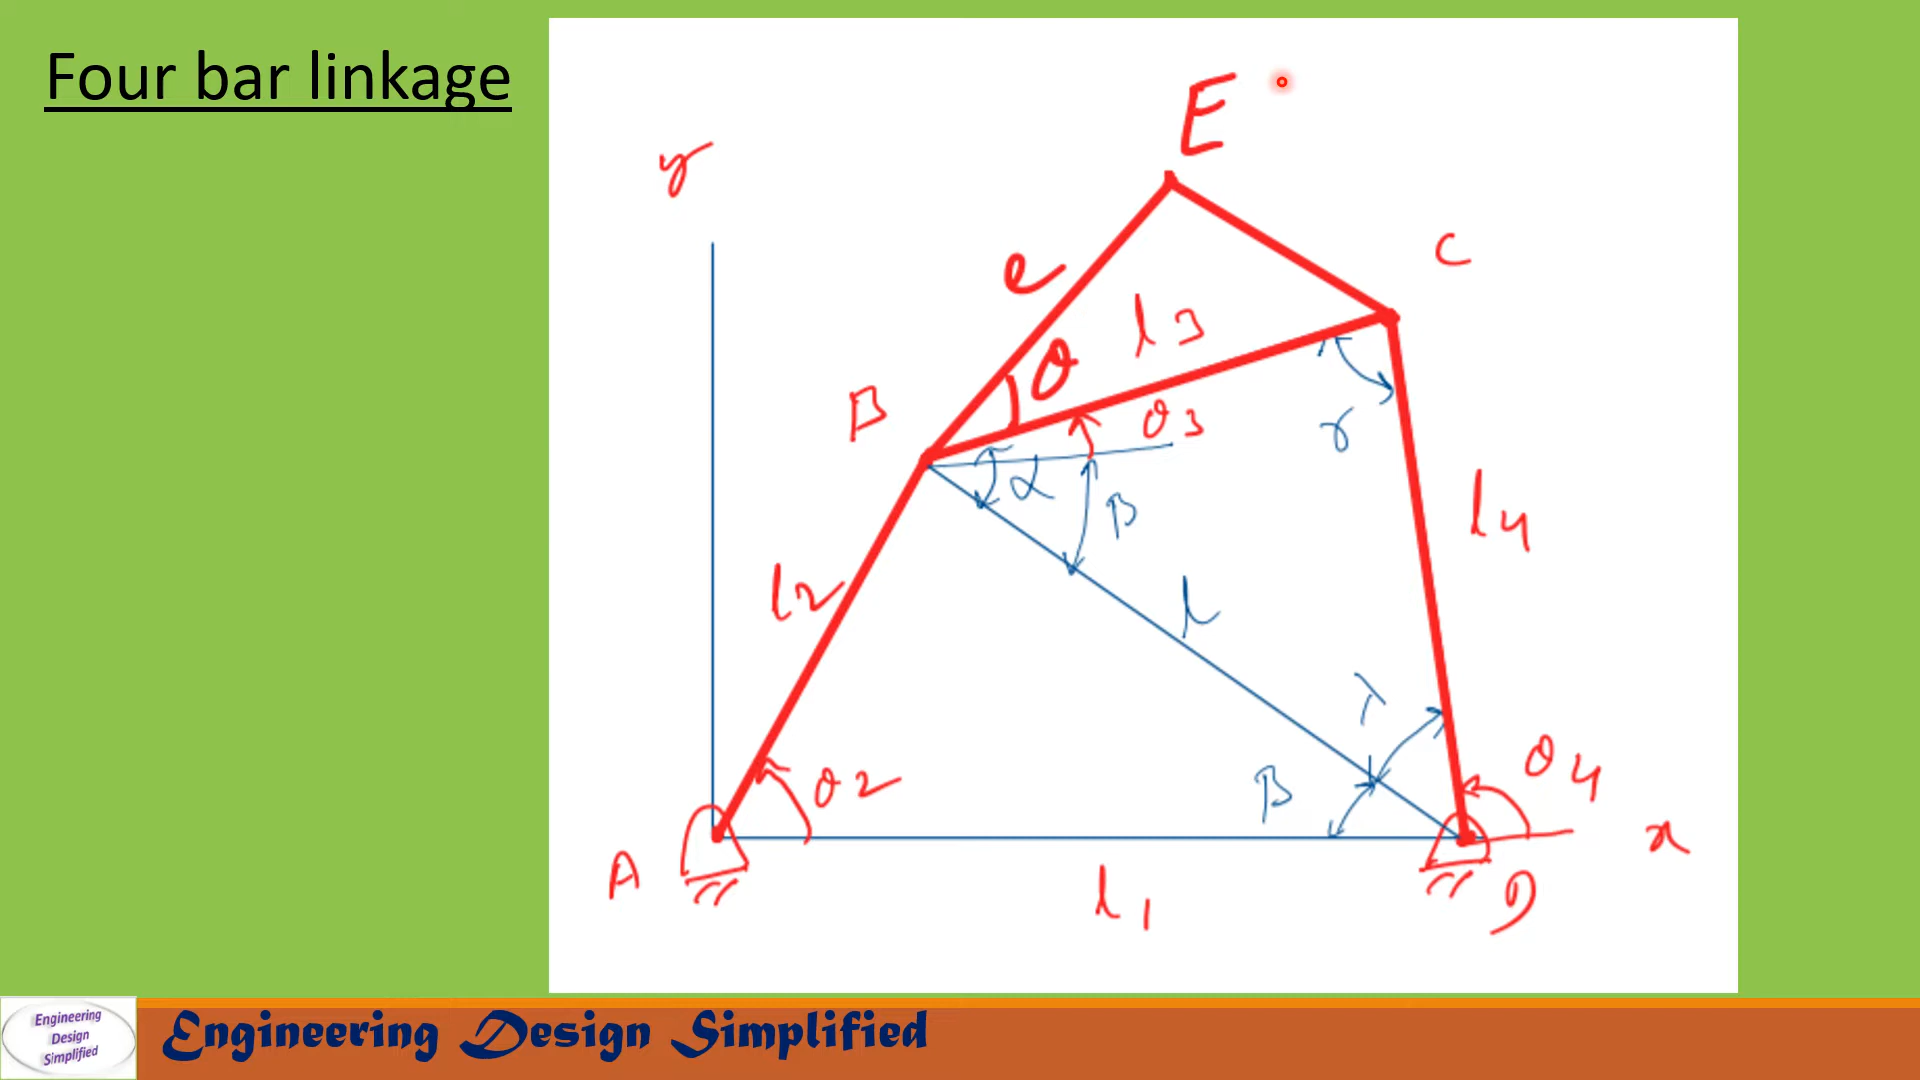 Four bar linkage
E
y
C
e
l3
θ
B
θ3
γ
α
β
l4
l2
l
λ
θ2
β
θ4
x
A
l1
D
Engineering
Design
Simplified
Engineering Design Simplified